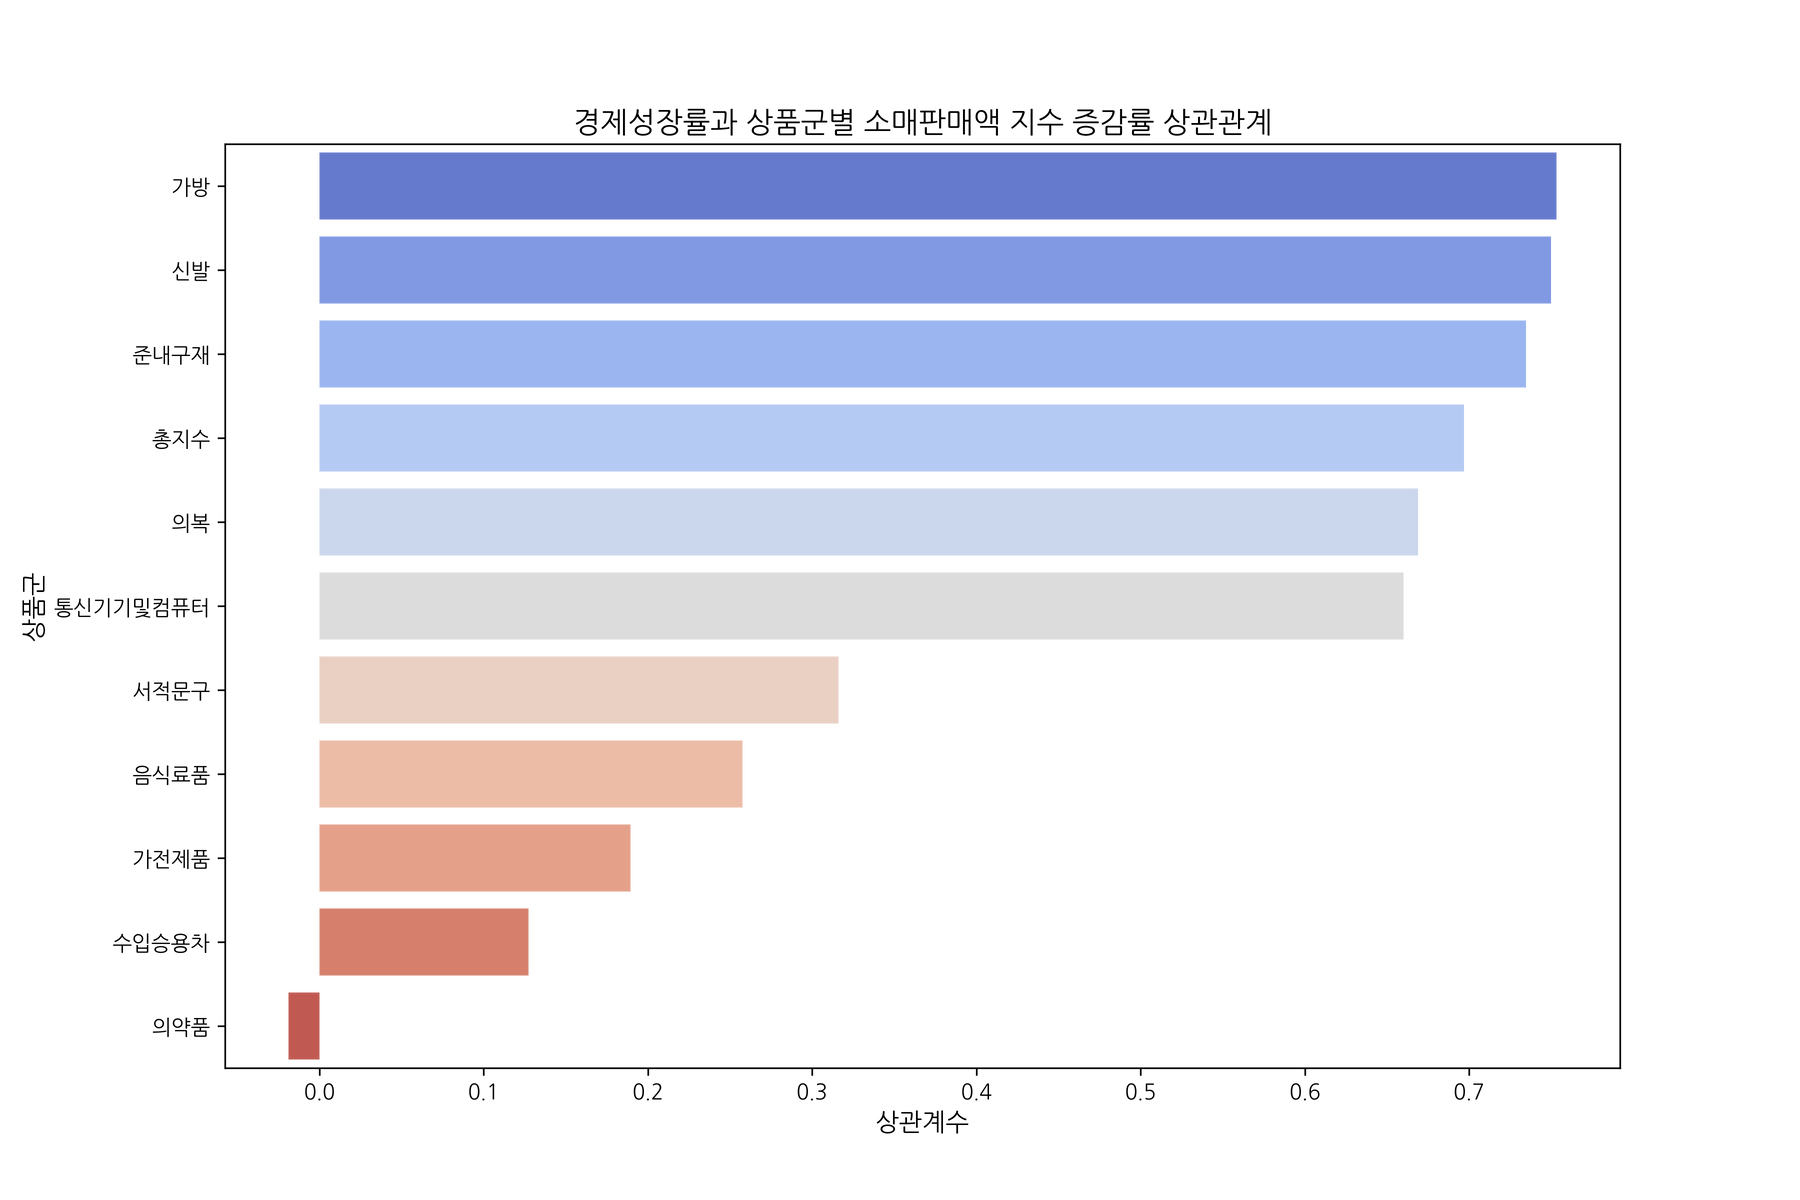 경제성장률과 상품군별 소매판매액 지수 증감률 상관관계
상품군
가방
신발
준내구재
총지수
의복
통신기기및컴퓨터
서적문구
음식료품
가전제품
수입승용차
의약품
0.0 0.1 0.2 0.3 0.4 0.5 0.6 0.7
상관계수